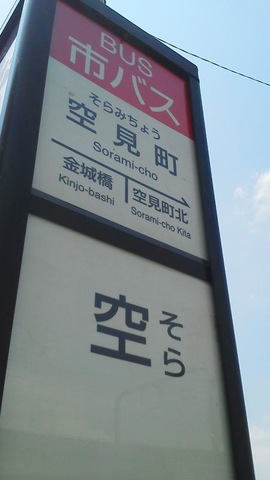 BUS
市バス
そらみちょう
空見町
Sorami-cho
金城橋
Kinjo-bashi
空見町北
Sorami-cho Kita
空
そら